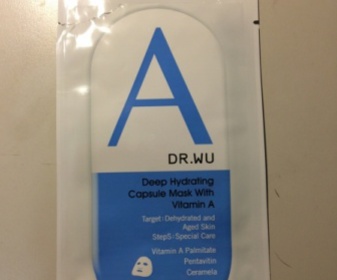 A
DR.WU
Deep Hydrating
Capsule Mask With
Vitamin A
Target:Dehydrated and
Aged Skin
Step5:Special Care
Vitamin A Palmitate
Pentavitin
Ceramela